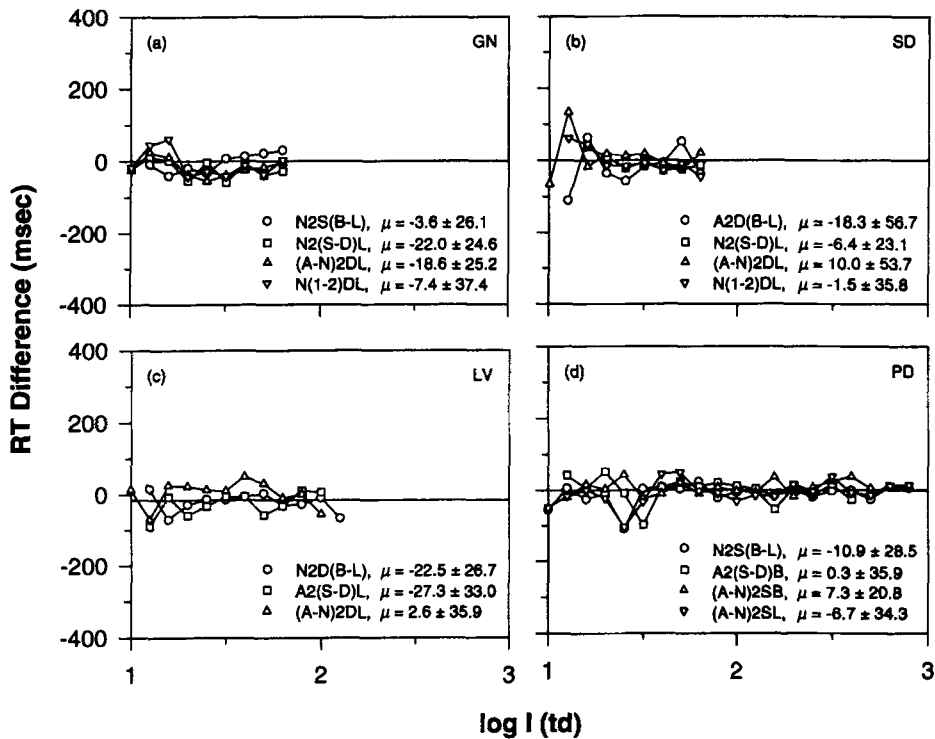 RT Difference (msec)
400
200
0
-200
-400
(a) GN
N2S(B-L), μ = -3.6 ± 26.1
N2(S-D)L, μ = -22.0 ± 24.6
(A-N)2DL, μ = -18.6 ± 25.2
N(1-2)DL, μ = -7.4 ± 37.4
(b) SD
A2D(B-L), μ = -18.3 ± 56.7
N2(S-D)L, μ = -6.4 ± 23.1
(A-N)2DL, μ = 10.0 ± 53.7
N(1-2)DL, μ = -1.5 ± 35.8
400
200
0
-200
-400
(c) LV
N2D(B-L), μ = -22.5 ± 26.7
A2(S-D)L, μ = -27.3 ± 33.0
(A-N)2DL, μ = 2.6 ± 35.9
(d) PD
N2S(B-L), μ = -10.9 ± 28.5
A2(S-D)B, μ = 0.3 ± 35.9
(A-N)2SB, μ = 7.3 ± 20.8
(A-N)2SL, μ = -6.7 ± 34.3
1 2 3
1 2 3
log I (td)